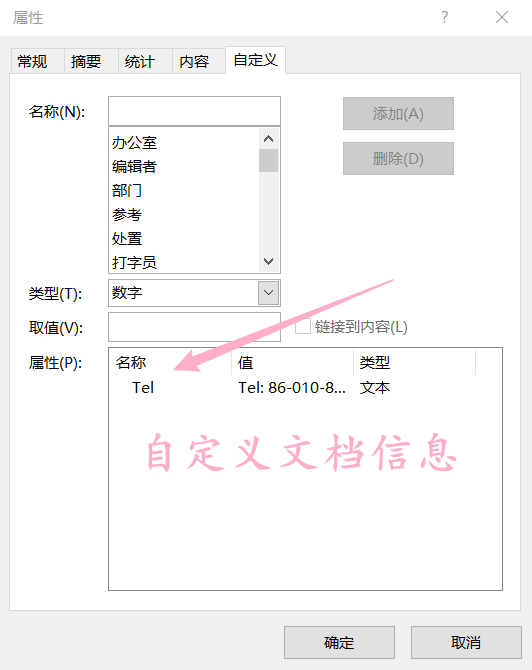 属性
?
常规 摘要 统计 内容 自定义
名称(N): 添加(A)
删除(D)
办公室
编辑者
部门
参考
处置
打字员
类型(T): 数字
取值(V): 链接到内容(L)
属性(P): 名称 值 类型
Tel Tel: 86-010-8... 文本
自定义文档信息
确定 取消